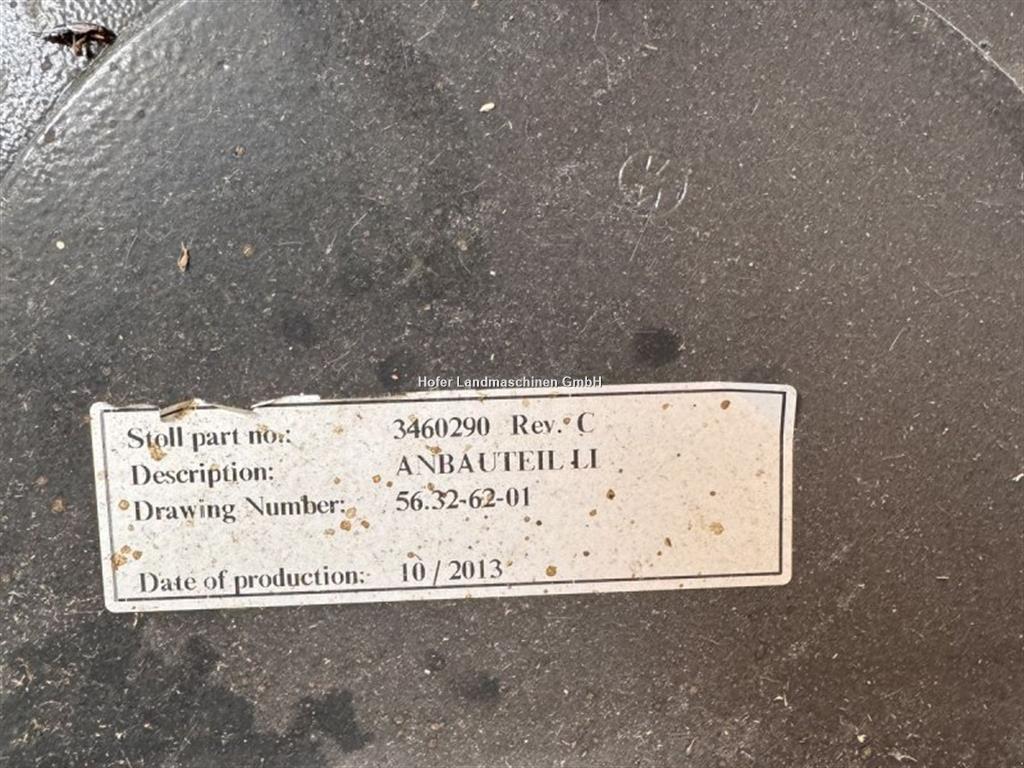 Hofer Landmaschinen GmbH
Stoll part no.: 3460290 Rev. C
Description: ANBAUTEIL LI
Drawing Number: 56.32-62-01
Date of production: 10 / 2013